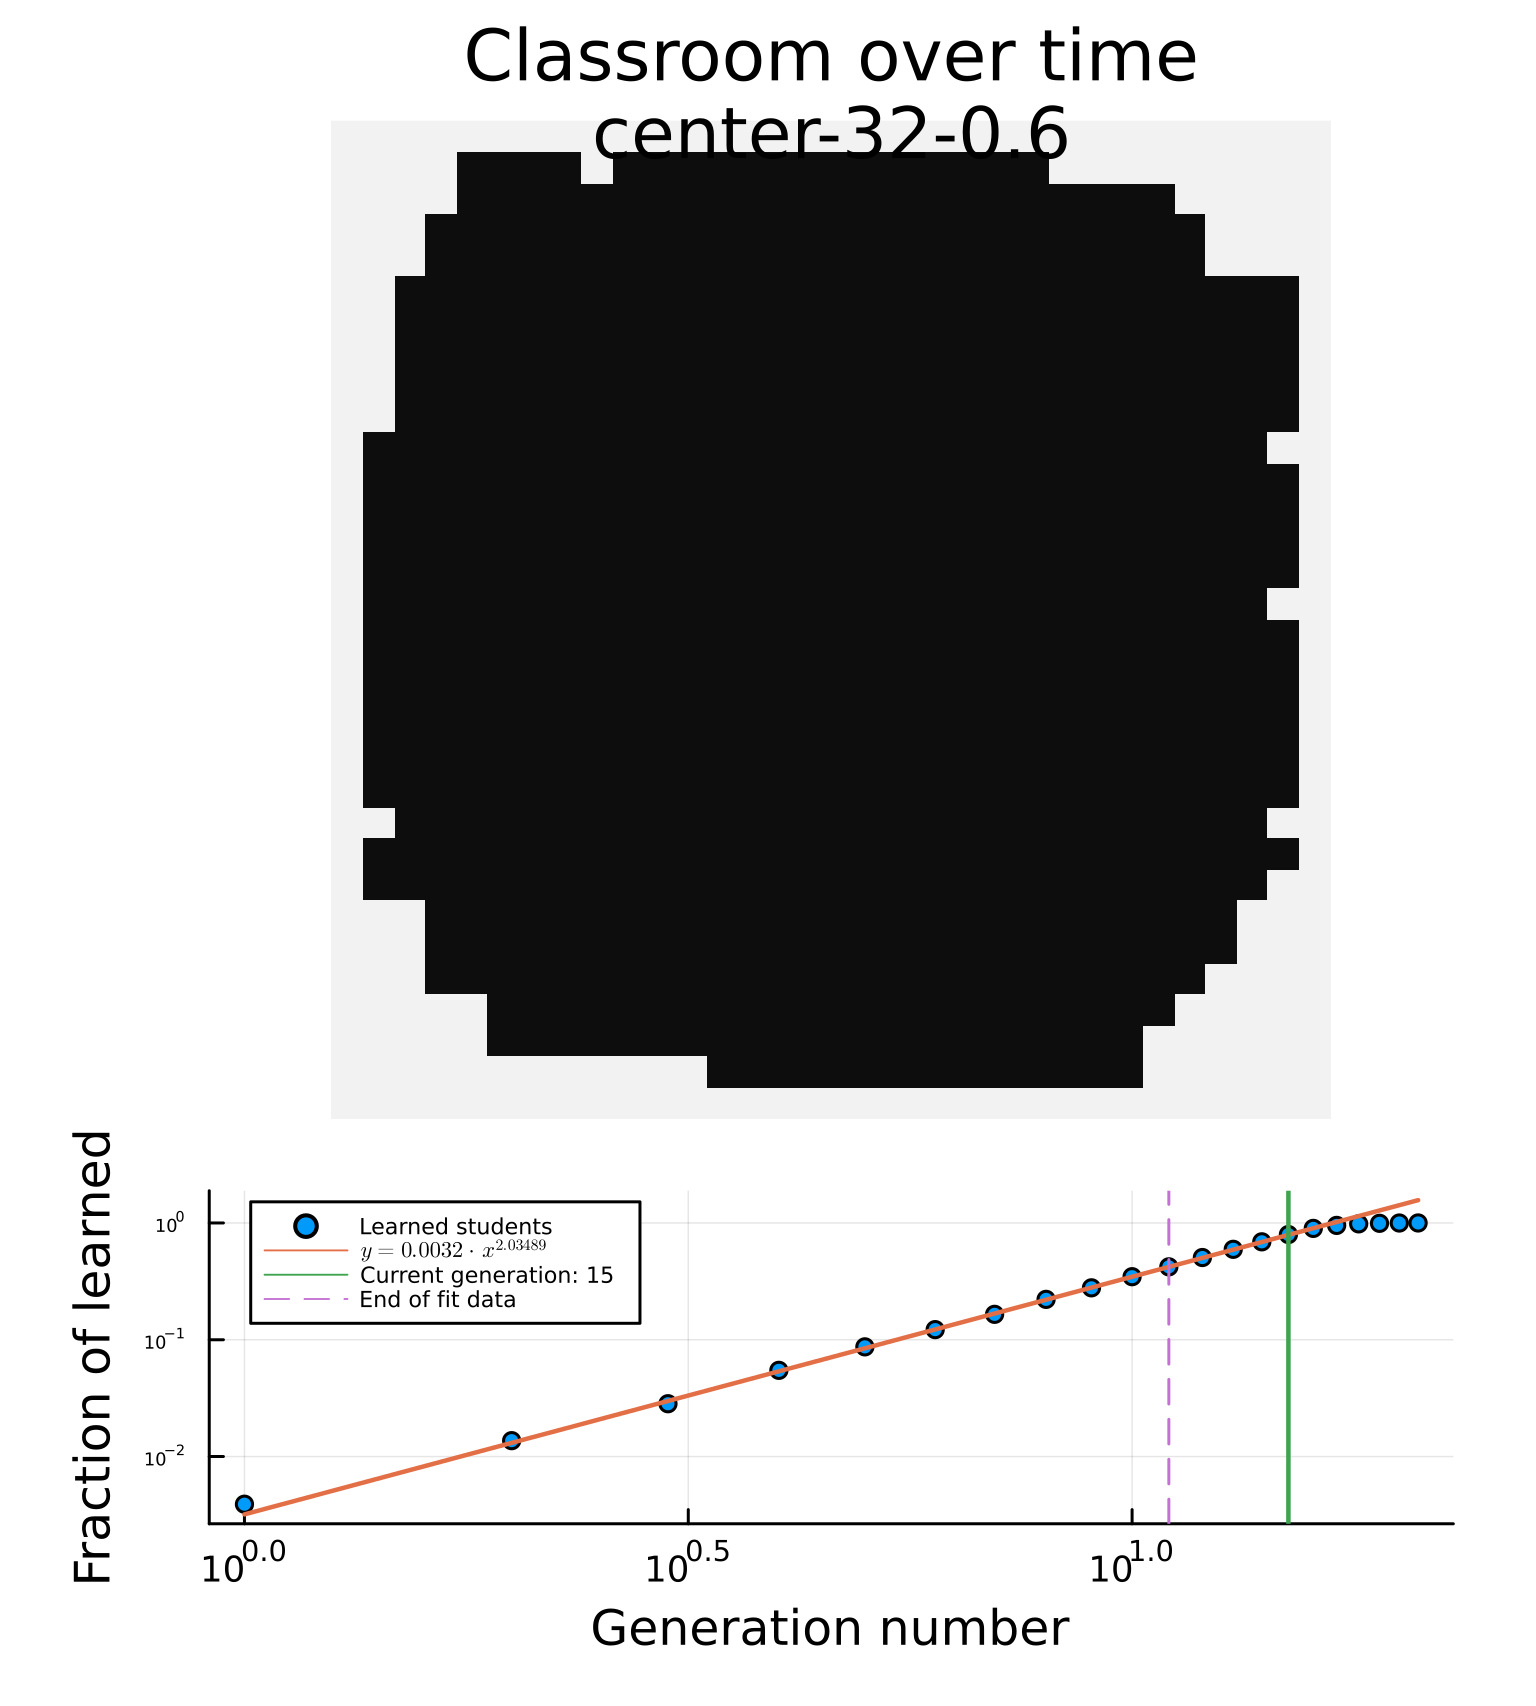 Classroom over time
center-32-0.6
Fraction of learned
10⁰
10⁻¹
10⁻²
Learned students
y = 0.0032 · x^2.03489
Current generation: 15
End of fit data
10^0.0 10^0.5 10^1.0
Generation number